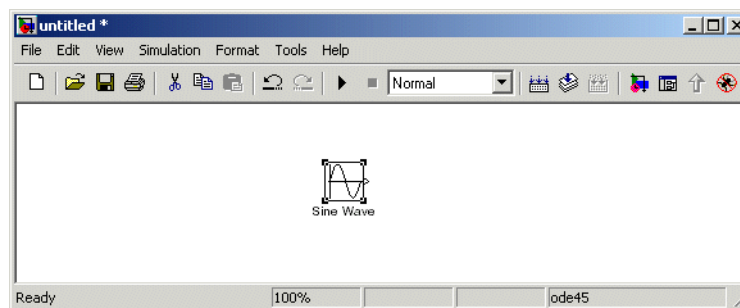 untitled *
File Edit View Simulation Format Tools Help
Normal
Sine Wave
Ready 100% ode45